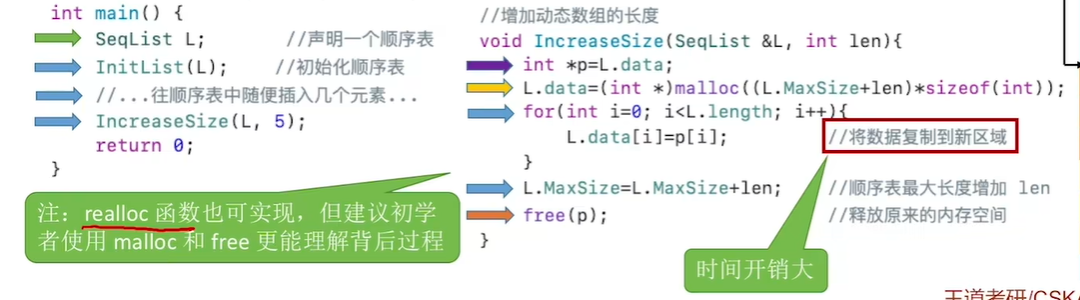 int main() {
SeqList L; //声明一个顺序表
InitList(L); //初始化顺序表
//...往顺序表中随便插入几个元素...
IncreaseSize(L, 5);
return 0;
}
注：realloc 函数也可实现，但建议初学
者使用 malloc 和 free 更能理解背后过程
//增加动态数组的长度
void IncreaseSize(SeqList &L, int len){
int *p=L.data;
L.data=(int *)malloc((L.MaxSize+len)*sizeof(int));
for(int i=0; i<L.length; i++){
L.data[i]=p[i]; //将数据复制到新区域
}
L.MaxSize=L.MaxSize+len; //顺序表最大长度增加 len
free(p); //释放原来的内存空间
}
时间开销大
王道考研/CSK